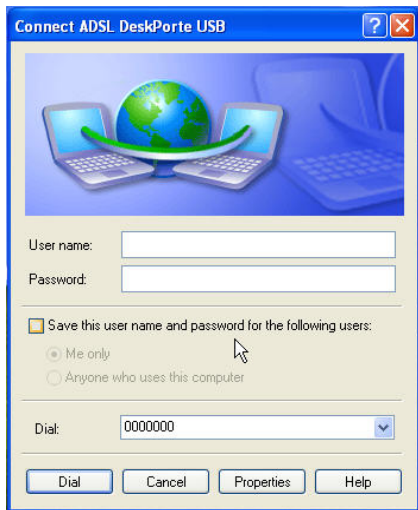 Connect ADSL DeskPorte USB
User name:
Password:
Save this user name and password for the following users:
Me only
Anyone who uses this computer
Dial: 0000000
Dial Cancel Properties Help